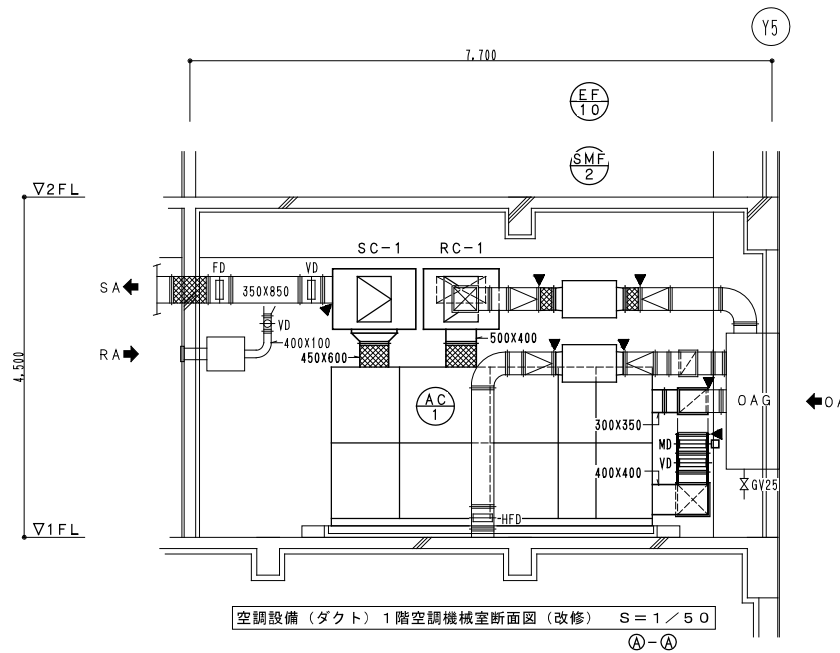 Y5
7.700
EF
10
SMF
2
▽2FL
SC-1 RC-1
FD VD
SA
350X850
VD
400X100
500X400
RA
450X600
4.500
AC
1
OAG
OA
300X350
MD
VD
400X400
GV25
HFD
▽1FL
空調設備（ダクト）1階空調機械室断面図（改修） S=1/50
Ⓐ-Ⓐ